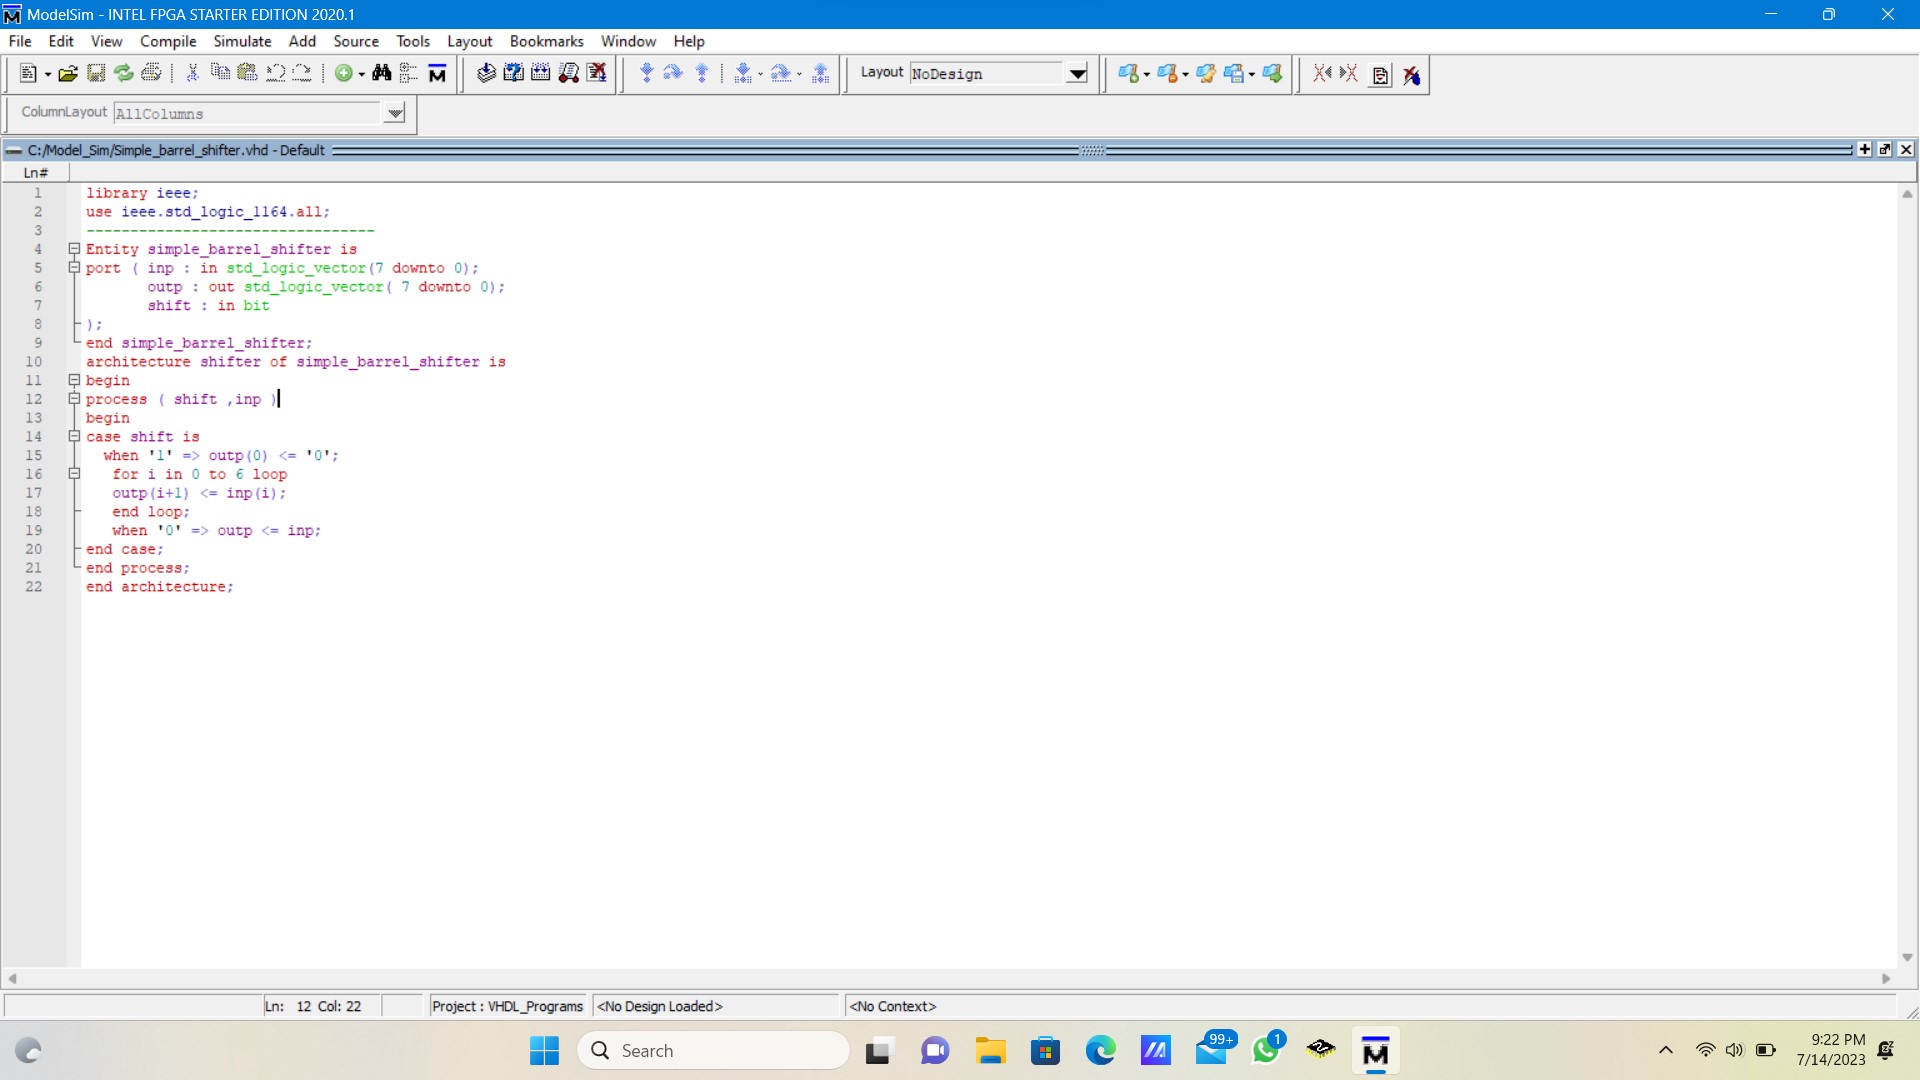 ModelSim - INTEL FPGA STARTER EDITION 2020.1
File Edit View Compile Simulate Add Source Tools Layout Bookmarks Window Help
Layout NoDesign
ColumnLayout AllColumns
C:/Model_Sim/Simple_barrel_shifter.vhd - Default
Ln#
1 library ieee;
2 use ieee.std_logic_1164.all;
3 ---------------------------------
4 Entity simple_barrel_shifter is
5 port ( inp : in std_logic_vector(7 downto 0);
6 outp : out std_logic_vector( 7 downto 0);
7 shift : in bit
8 );
9 end simple_barrel_shifter;
10 architecture shifter of simple_barrel_shifter is
11 begin
12 process ( shift ,inp )
13 begin
14 case shift is
15 when '1' => outp(0) <= '0';
16 for i in 0 to 6 loop
17 outp(i+1) <= inp(i);
18 end loop;
19 when '0' => outp <= inp;
20 end case;
21 end process;
22 end architecture;
Ln: 12 Col: 22 Project : VHDL_Programs <No Design Loaded> <No Context>
Search 99+ 1 9:22 PM
7/14/2023